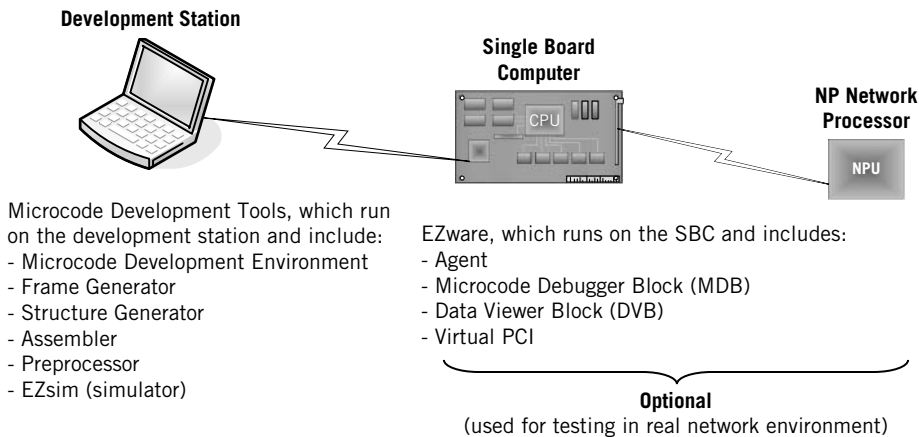 Development Station
Single Board
Computer
NP Network
Processor
CPU
NPU
Microcode Development Tools, which run
on the development station and include:
- Microcode Development Environment
- Frame Generator
- Structure Generator
- Assembler
- Preprocessor
- EZsim (simulator)
EZware, which runs on the SBC and includes:
- Agent
- Microcode Debugger Block (MDB)
- Data Viewer Block (DVB)
- Virtual PCI
Optional
(used for testing in real network environment)